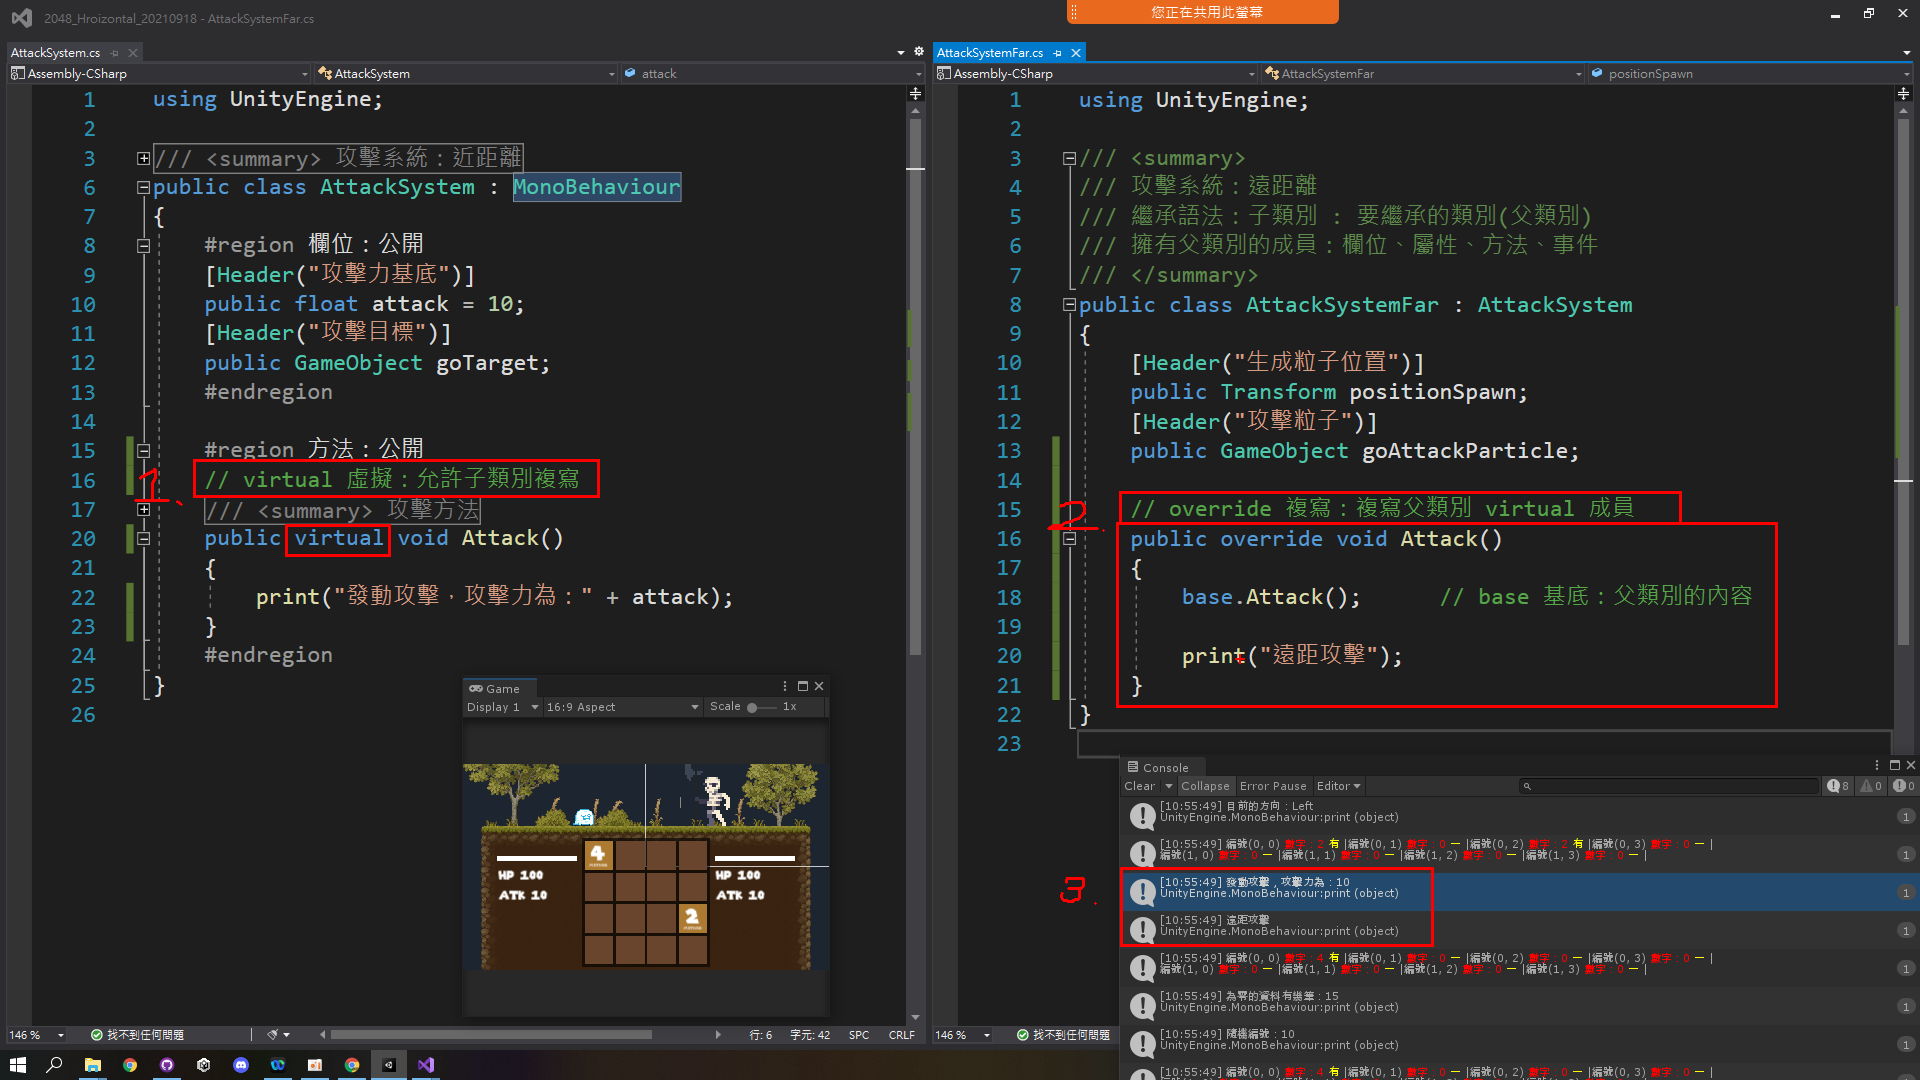 2048_Hroizontal_20210918 - AttackSystemFar.cs
您正在共用此螢幕
AttackSystem.cs
Assembly-CSharp
AttackSystem
attack
1 using UnityEngine;
2
3 /// <summary> 攻擊系統：近距離
6 public class AttackSystem : MonoBehaviour
7 {
8 #region 欄位：公開
9 [Header("攻擊力基底")]
10 public float attack = 10;
11 [Header("攻擊目標")]
12 public GameObject goTarget;
13 #endregion
14
15 #region 方法：公開
16 // virtual 虛擬：允許子類別複寫
17 /// <summary> 攻擊方法
20 public virtual void Attack()
21 {
22 print("發動攻擊，攻擊力為：" + attack);
23 }
24 #endregion
25 }
26
1
146 %
找不到任何問題
行: 6
字元: 42
SPC
CRLF
AttackSystemFar.cs
Assembly-CSharp
AttackSystemFar
positionSpawn
1 using UnityEngine;
2
3 /// <summary>
4 /// 攻擊系統：遠距離
5 /// 繼承語法：子類別 : 要繼承的類別(父類別)
6 /// 擁有父類別的成員：欄位、屬性、方法、事件
7 /// </summary>
8 public class AttackSystemFar : AttackSystem
9 {
10 [Header("生成粒子位置")]
11 public Transform positionSpawn;
12 [Header("攻擊粒子")]
13 public GameObject goAttackParticle;
14
15 // override 複寫：複寫父類別 virtual 成員
16 public override void Attack()
17 {
18 base.Attack(); // base 基底：父類別的內容
19
20 print("遠距攻擊");
21 }
22 }
23
2
146 %
找不到任何問題
Game
Display 1
16:9 Aspect
Scale
1x
HP 100
ATK 10
4
2
HP 100
ATK 10
Console
Clear
Collapse
Error Pause
Editor
8
0
0
[10:55:49] 目前的方向：Left
UnityEngine.MonoBehaviour:print (object)
1
[10:55:49] 編號(0, 0) 數字：2 有 |編號(0, 1) 數字：0 一 |編號(0, 2) 數字：2 有 |編號(0, 3) 數字：0 一 |
編號(1, 0) 數字：0 一 |編號(1, 1) 數字：0 一 |編號(1, 2) 數字：0 一 |編號(1, 3) 數字：0 一 |
1
3
[10:55:49] 發動攻擊，攻擊力為：10
UnityEngine.MonoBehaviour:print (object)
1
[10:55:49] 遠距攻擊
UnityEngine.MonoBehaviour:print (object)
1
[10:55:49] 編號(0, 0) 數字：4 有 |編號(0, 1) 數字：0 一 |編號(0, 2) 數字：0 一 |編號(0, 3) 數字：0 一 |
編號(1, 0) 數字：0 一 |編號(1, 1) 數字：0 一 |編號(1, 2) 數字：0 一 |編號(1, 3) 數字：0 一 |
1
[10:55:49] 為零的資料有幾筆：15
UnityEngine.MonoBehaviour:print (object)
1
[10:55:49] 隨機編號：10
UnityEngine.MonoBehaviour:print (object)
1
[10:55:49] 編號(0, 0) 數字：4 有 |編號(0, 1) 數字：0 一 |編號(0, 2) 數字：0 一 |編號(0, 3) 數字：0 一 |
1